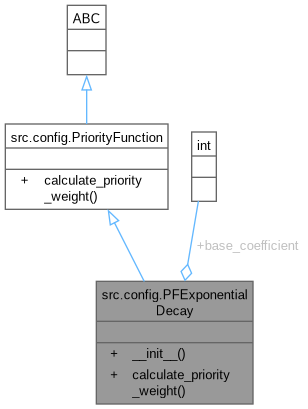 ABC
src.config.PriorityFunction
+ calculate_priority
_weight()
int
+base_coefficient
src.config.PFExponential
Decay
+ __init__()
+ calculate_priority
_weight()